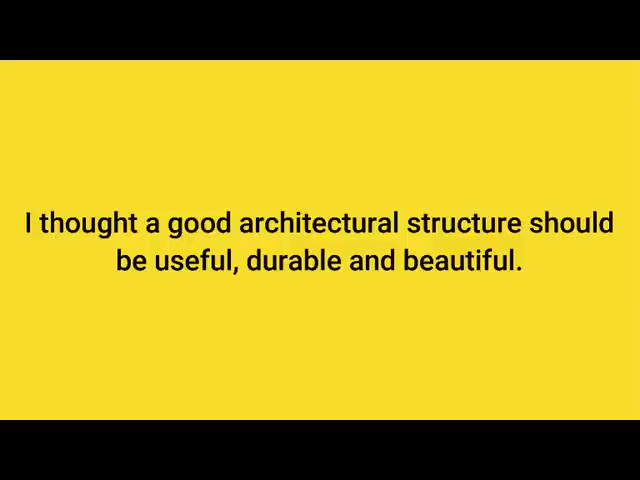 I thought a good architectural structure should
be useful, durable and beautiful.